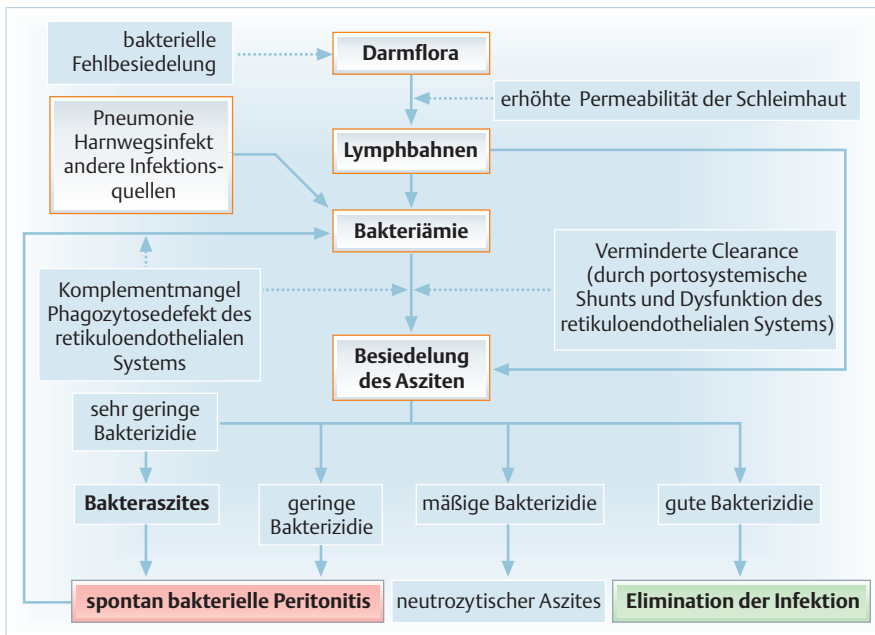 bakterielle
Fehlbesiedelung
Darmflora
erhöhte Permeabilität der Schleimhaut
Pneumonie
Harnwegsinfekt
andere Infektions-
quellen
Lymphbahnen
Bakteriämie
Komplementmangel
Phagozytosedefekt des
retikuloendothelialen
Systems
Verminderte Clearance
(durch portosystemische
Shunts und Dysfunktion des
retikuloendothelialen Systems)
Besiedelung
des Asziten
sehr geringe
Bakterizidie
Bakteraszites
geringe
Bakterizidie
mäßige Bakterizidie
gute Bakterizidie
spontan bakterielle Peritonitis
neutrozytischer Aszites
Elimination der Infektion